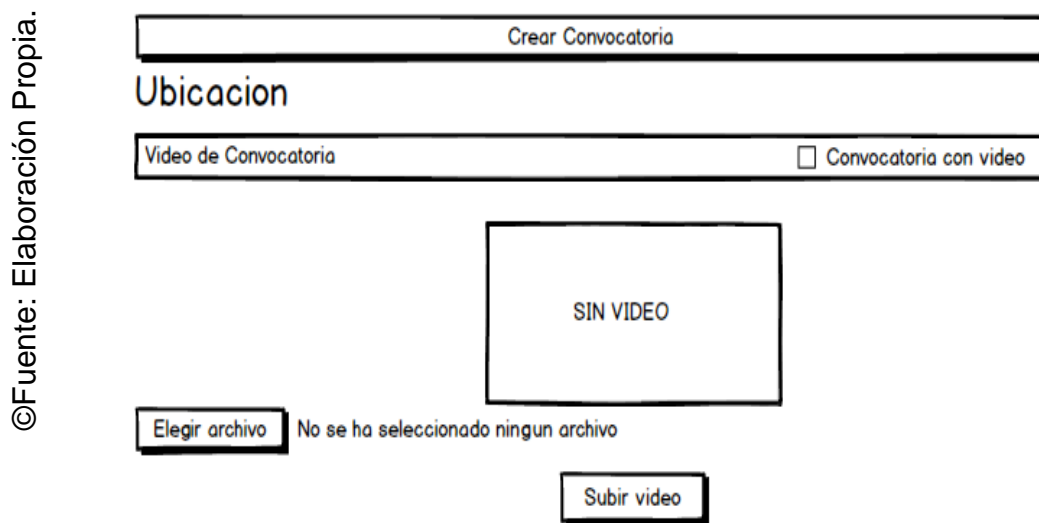 ©Fuente: Elaboración Propia.
Crear Convocatoria
Ubicacion
Video de Convocatoria Convocatoria con video
SIN VIDEO
Elegir archivo No se ha seleccionado ningun archivo
Subir video